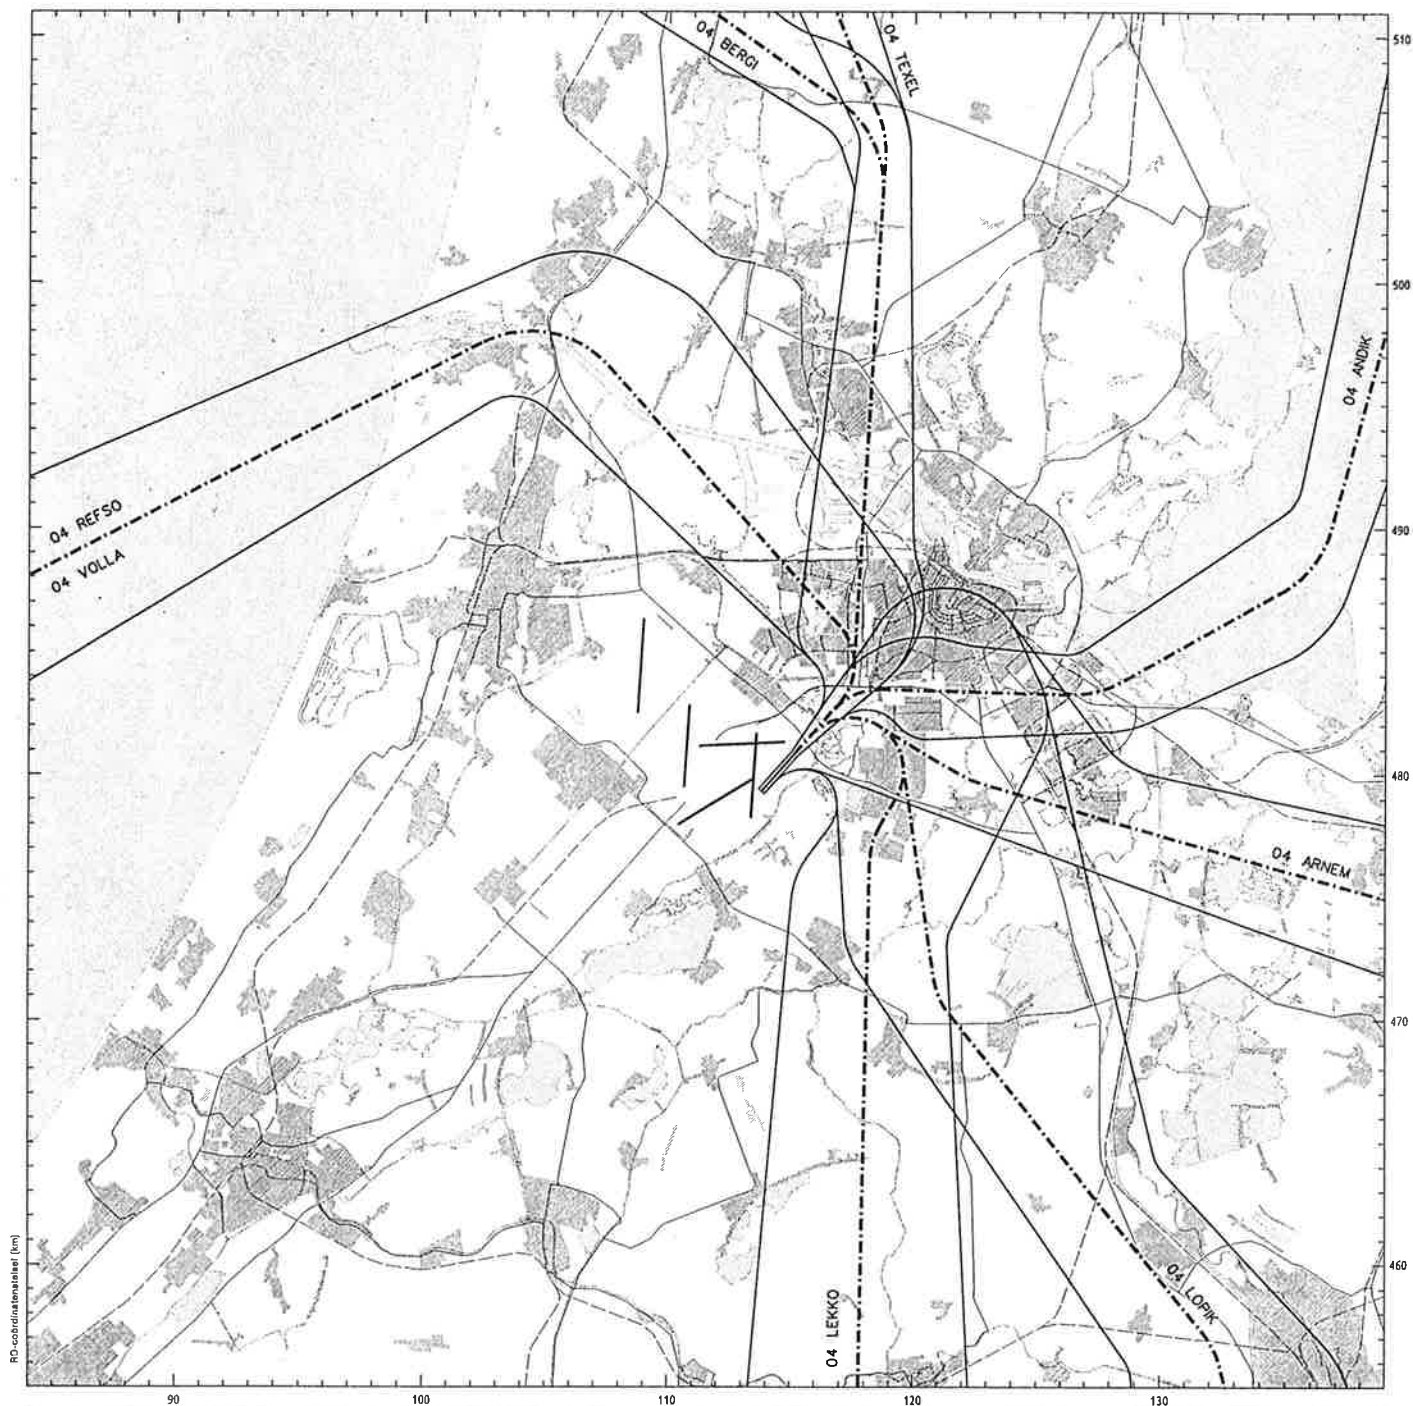 04 BERGI
04 TEXEL
510
500
04 ANDIK
04 REFSO
04 VOLLA
490
480
04 ARNEM
470
460
04 LOPIK
04 LEKKO
RD-coördinatenstelsel (km)
90
100
110
120
130